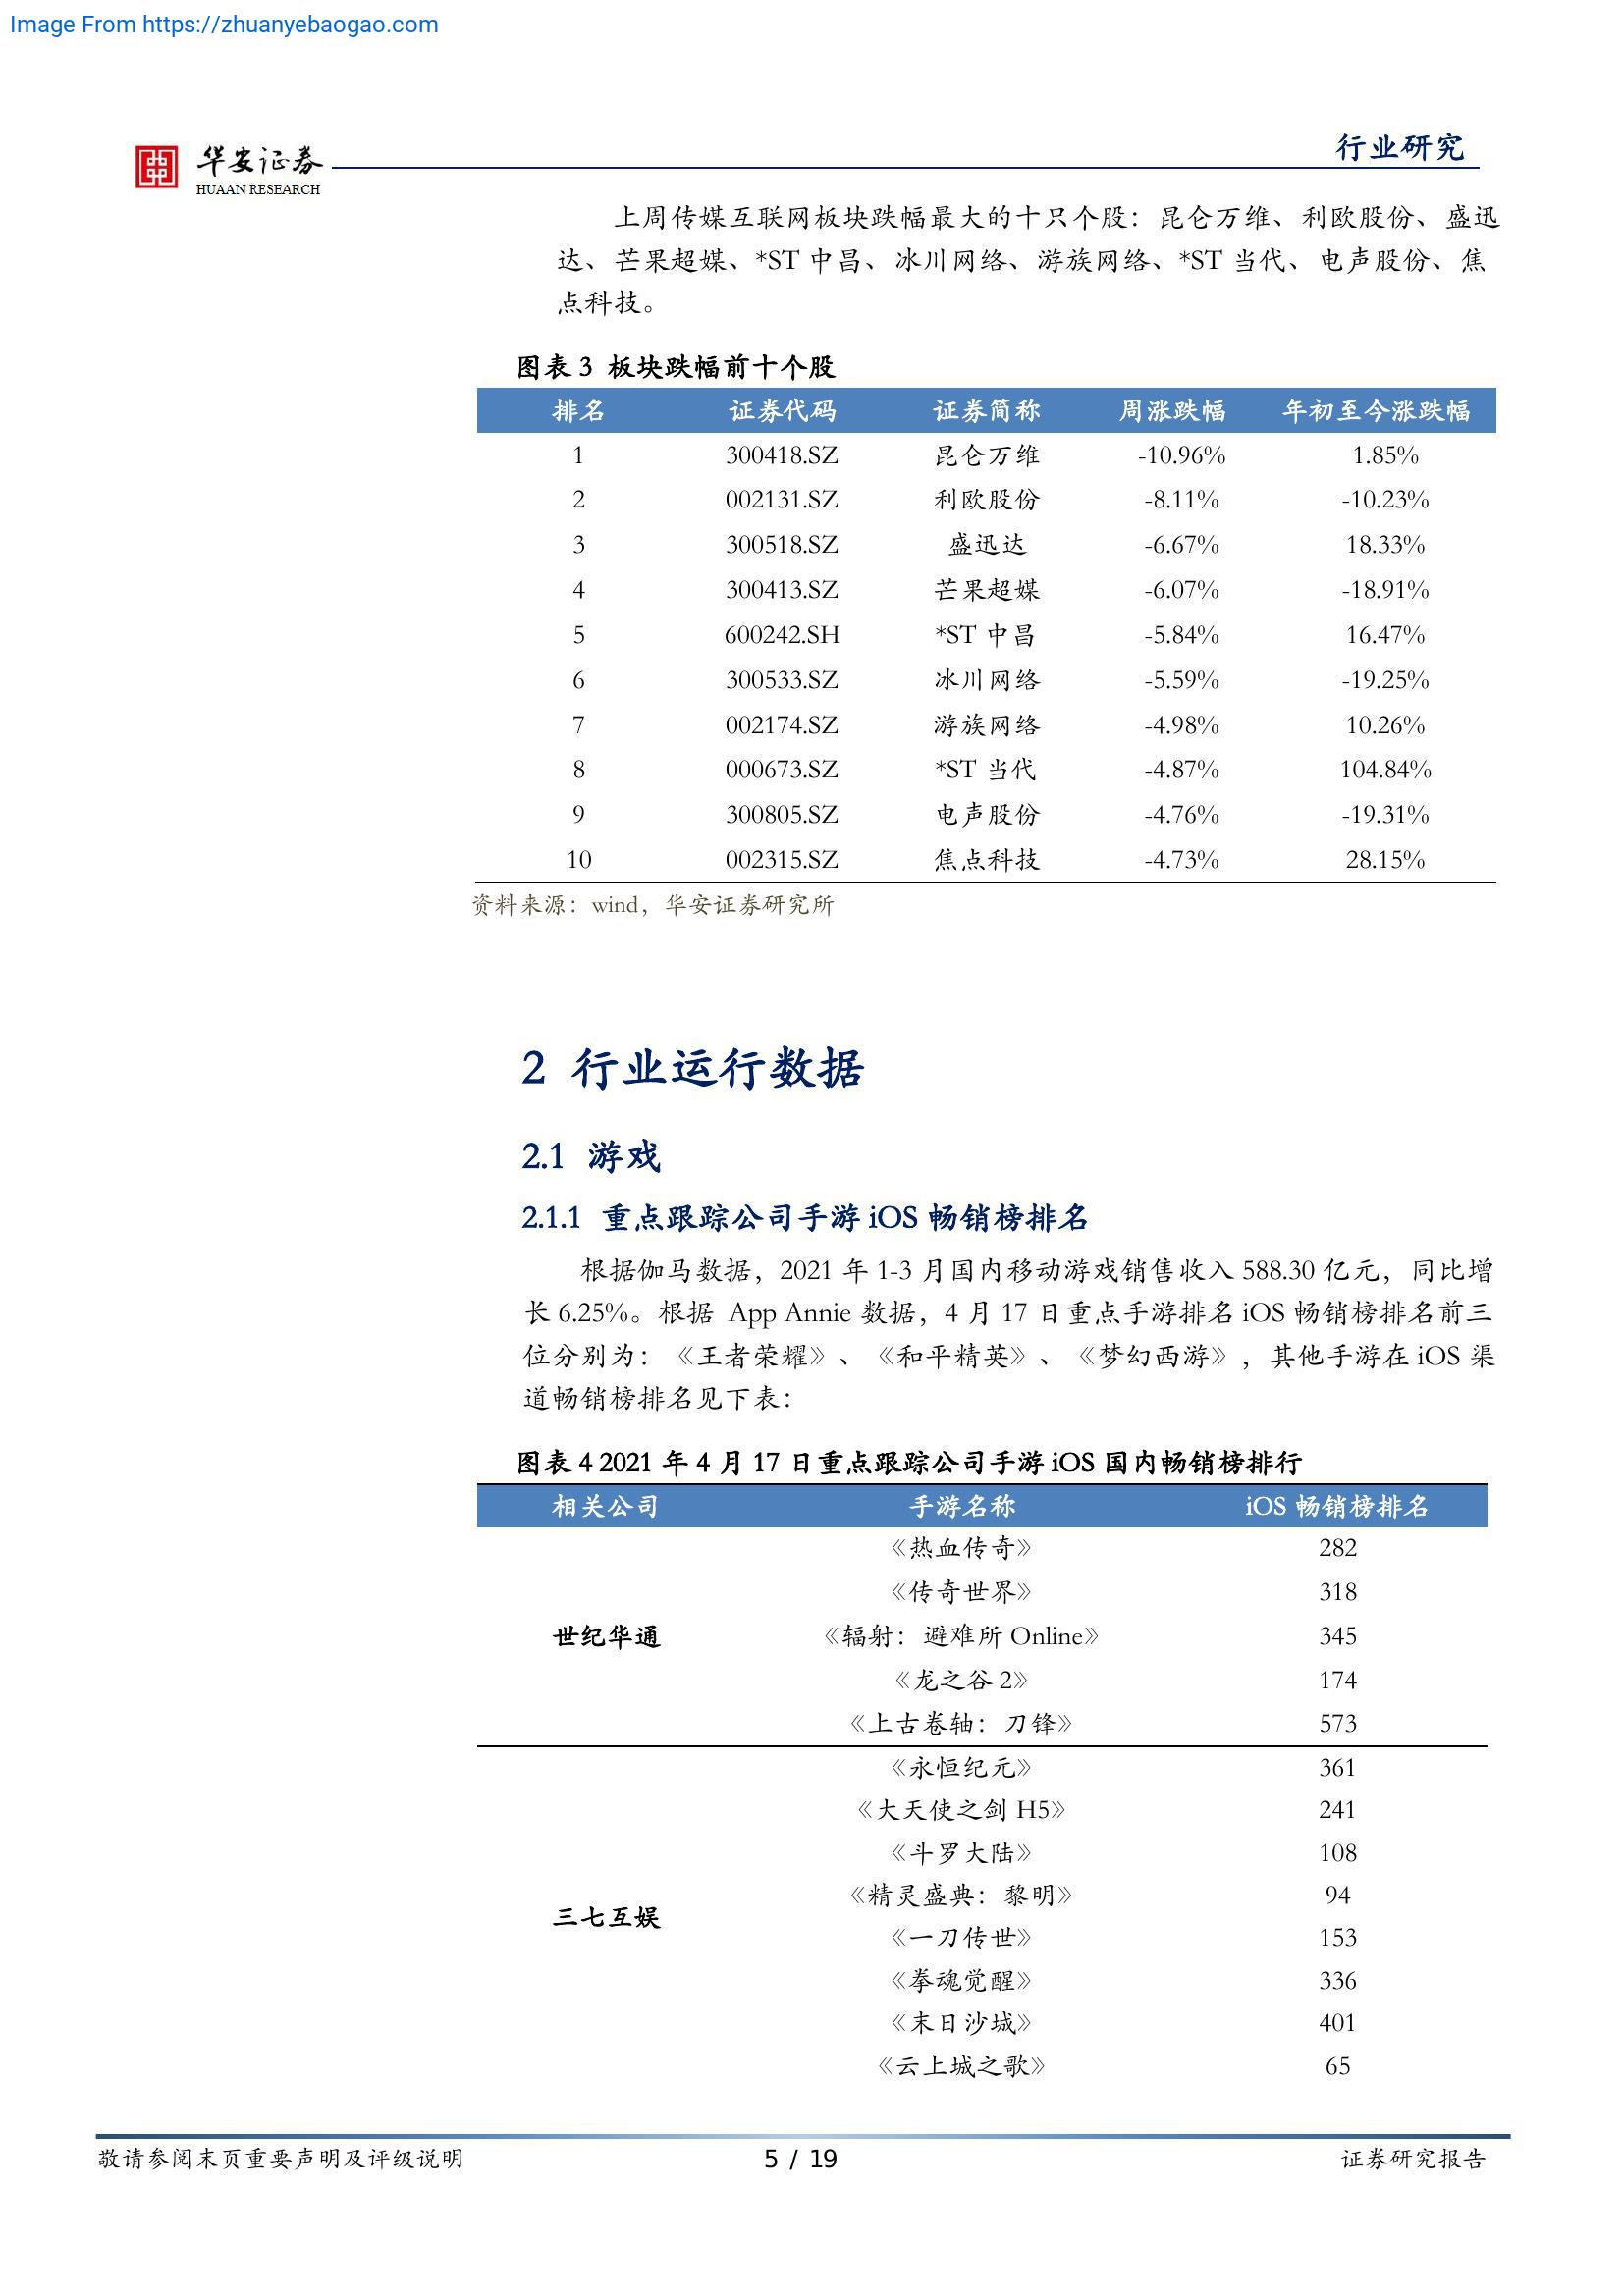 Image From https://zhuanyebaogao.com
华安证券
HUAAN RESEARCH
行业研究
上周传媒互联网板块跌幅最大的十只个股：昆仑万维、利欧股份、盛迅
达、芒果超媒、*ST 中昌、冰川网络、游族网络、*ST 当代、电声股份、焦
点科技。
图表 3 板块跌幅前十个股
排名 证券代码 证券简称 周涨跌幅 年初至今涨跌幅
1 300418.SZ 昆仑万维 -10.96% 1.85%
2 002131.SZ 利欧股份 -8.11% -10.23%
3 300518.SZ 盛迅达 -6.67% 18.33%
4 300413.SZ 芒果超媒 -6.07% -18.91%
5 600242.SH *ST 中昌 -5.84% 16.47%
6 300533.SZ 冰川网络 -5.59% -19.25%
7 002174.SZ 游族网络 -4.98% 10.26%
8 000673.SZ *ST 当代 -4.87% 104.84%
9 300805.SZ 电声股份 -4.76% -19.31%
10 002315.SZ 焦点科技 -4.73% 28.15%
资料来源：wind，华安证券研究所
2 行业运行数据
2.1 游戏
2.1.1 重点跟踪公司手游 iOS 畅销榜排名
根据伽马数据，2021 年 1-3 月国内移动游戏销售收入 588.30 亿元，同比增
长 6.25%。根据 App Annie 数据，4 月 17 日重点手游排名 iOS 畅销榜排名前三
位分别为：《王者荣耀》、《和平精英》、《梦幻西游》，其他手游在 iOS 渠
道畅销榜排名见下表：
图表 4 2021 年 4 月 17 日重点跟踪公司手游 iOS 国内畅销榜排行
相关公司 手游名称 iOS 畅销榜排名
《热血传奇》 282
《传奇世界》 318
世纪华通 《辐射：避难所 Online》 345
《龙之谷 2》 174
《上古卷轴：刀锋》 573
《永恒纪元》 361
《大天使之剑 H5》 241
《斗罗大陆》 108
《精灵盛典：黎明》 94
三七互娱
《一刀传世》 153
《拳魂觉醒》 336
《末日沙城》 401
《云上城之歌》 65
敬请参阅末页重要声明及评级说明 5 / 19 证券研究报告